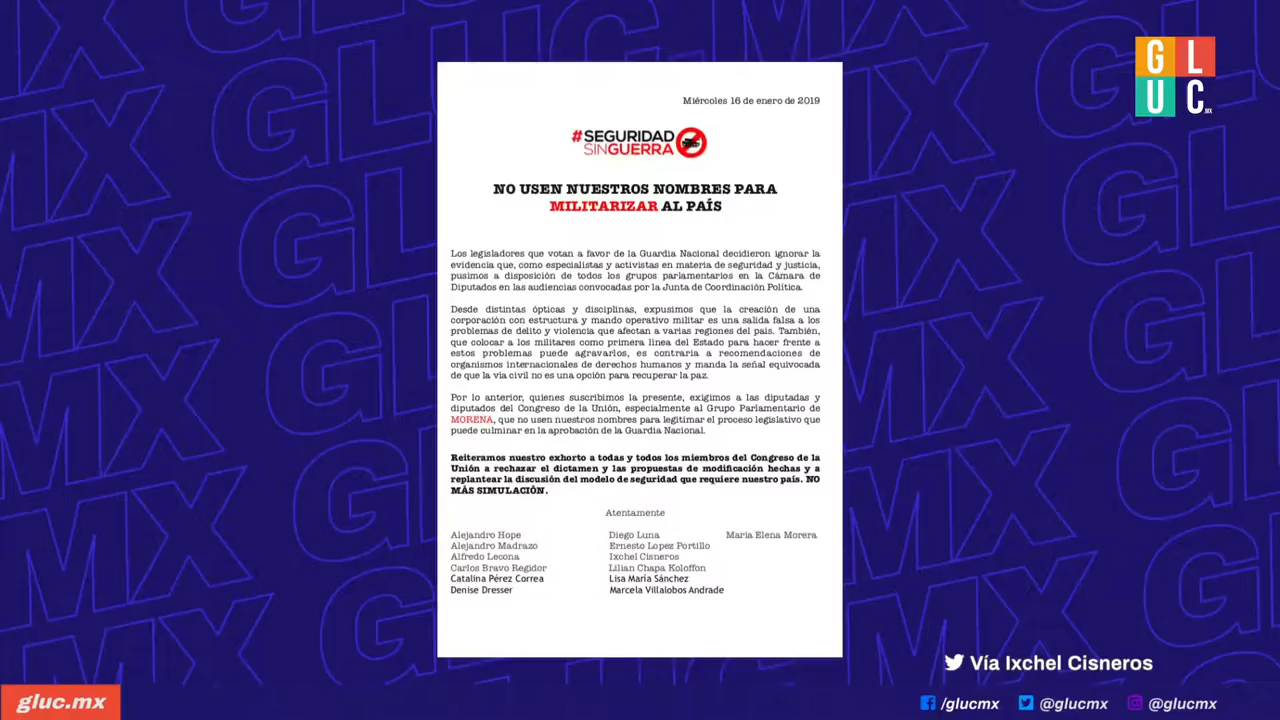 GL
UC.MX
Miércoles 16 de enero de 2019
#SEGURIDAD
SINGUERRA
NO USEN NUESTROS NOMBRES PARA
MILITARIZAR AL PAÍS
Los legisladores que votan a favor de la Guardia Nacional decidieron ignorar la
evidencia que, como especialistas y activistas en materia de seguridad y justicia,
pusimos a disposición de todos los grupos parlamentarios en la Cámara de
Diputados en las audiencias convocadas por la Junta de Coordinación Política.
Desde distintas ópticas y disciplinas, expusimos que la creación de una
corporación con estructura y mando operativo militar es una salida falsa a los
problemas de delito y violencia que afectan a varias regiones del país. También,
que colocar a los militares como primera línea del Estado para hacer frente a
estos problemas puede agravarlos, es contraria a recomendaciones de
organismos internacionales de derechos humanos y manda la señal equivocada
de que la vía civil no es una opción para recuperar la paz.
Por lo anterior, quienes suscribimos la presente, exigimos a las diputadas y
diputados del Congreso de la Unión, especialmente al Grupo Parlamentario de
MORENA, que no usen nuestros nombres para legitimar el proceso legislativo que
puede culminar en la aprobación de la Guardia Nacional.
Reiteramos nuestro exhorto a todas y todos los miembros del Congreso de la
Unión a rechazar el dictamen y las propuestas de modificación hechas y a
replantear la discusión del modelo de seguridad que requiere nuestro país. NO
MÁS SIMULACIÓN.
Atentamente
Alejandro Hope
Alejandro Madrazo
Alfredo Lecona
Carlos Bravo Regidor
Catalina Pérez Correa
Denise Dresser
Diego Luna
Ernesto Lopez Portillo
Ixchel Cisneros
Lilian Chapa Koloffon
Lisa María Sánchez
Marcela Villalobos Andrade
Maria Elena Morera
Vía Ixchel Cisneros
gluc.mx
/glucmx
@glucmx
@glucmx